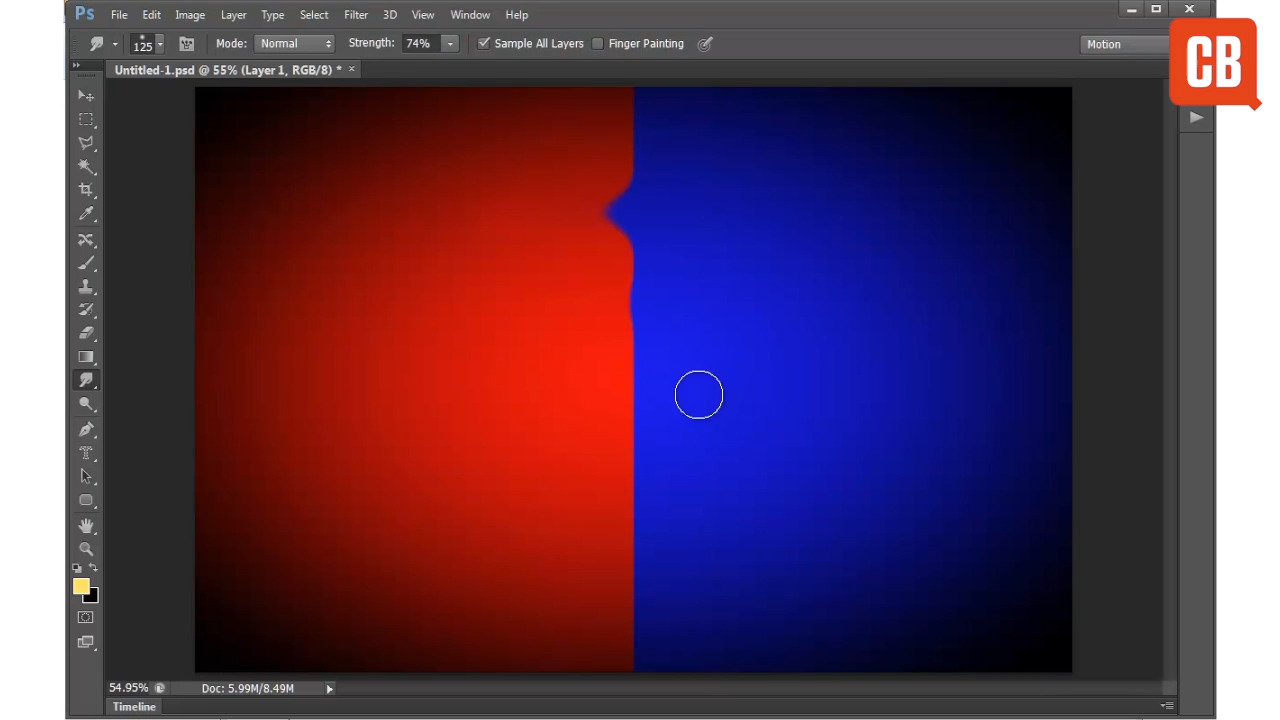 Ps File Edit Image Layer Type Select Filter 3D View Window Help
125 Mode: Normal Strength: 74% Sample All Layers Finger Painting Motion
CB
Untitled-1.psd @ 55% (Layer 1, RGB/8) * ×
54.95% Doc: 5.99M/8.49M
Timeline